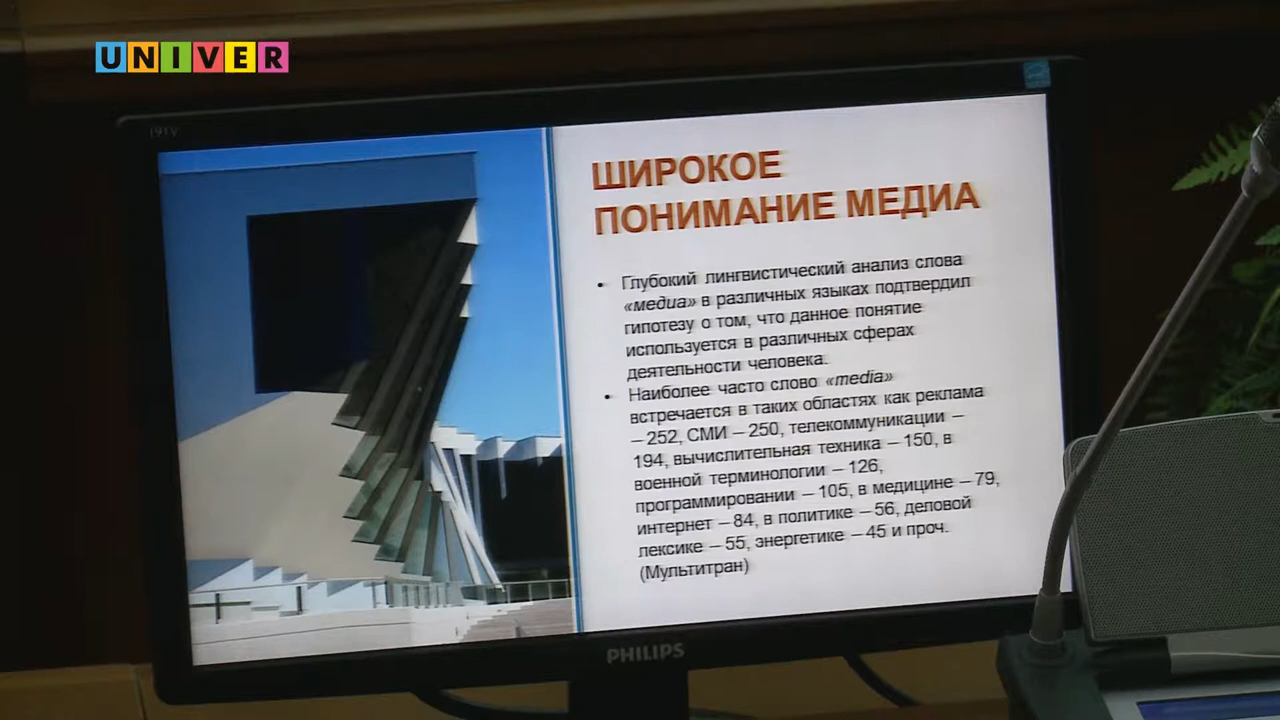 UNIVER
ШИРОКОЕ
ПОНИМАНИЕ МЕДИА
• Глубокий лингвистический анализ слова
«медиа» в различных языках подтвердил
гипотезу о том, что данное понятие
используется в различных сферах
деятельности человека.
• Наиболее часто слово «media»
встречается в таких областях как реклама
– 252, СМИ – 250, телекоммуникации –
194, вычислительная техника – 150, в
военной терминологии – 126,
программировании – 105, в медицине – 79,
интернет – 84, в политике – 56, деловой
лексике – 55, энергетике – 45 и проч.
(Мультитран)
PHILIPS